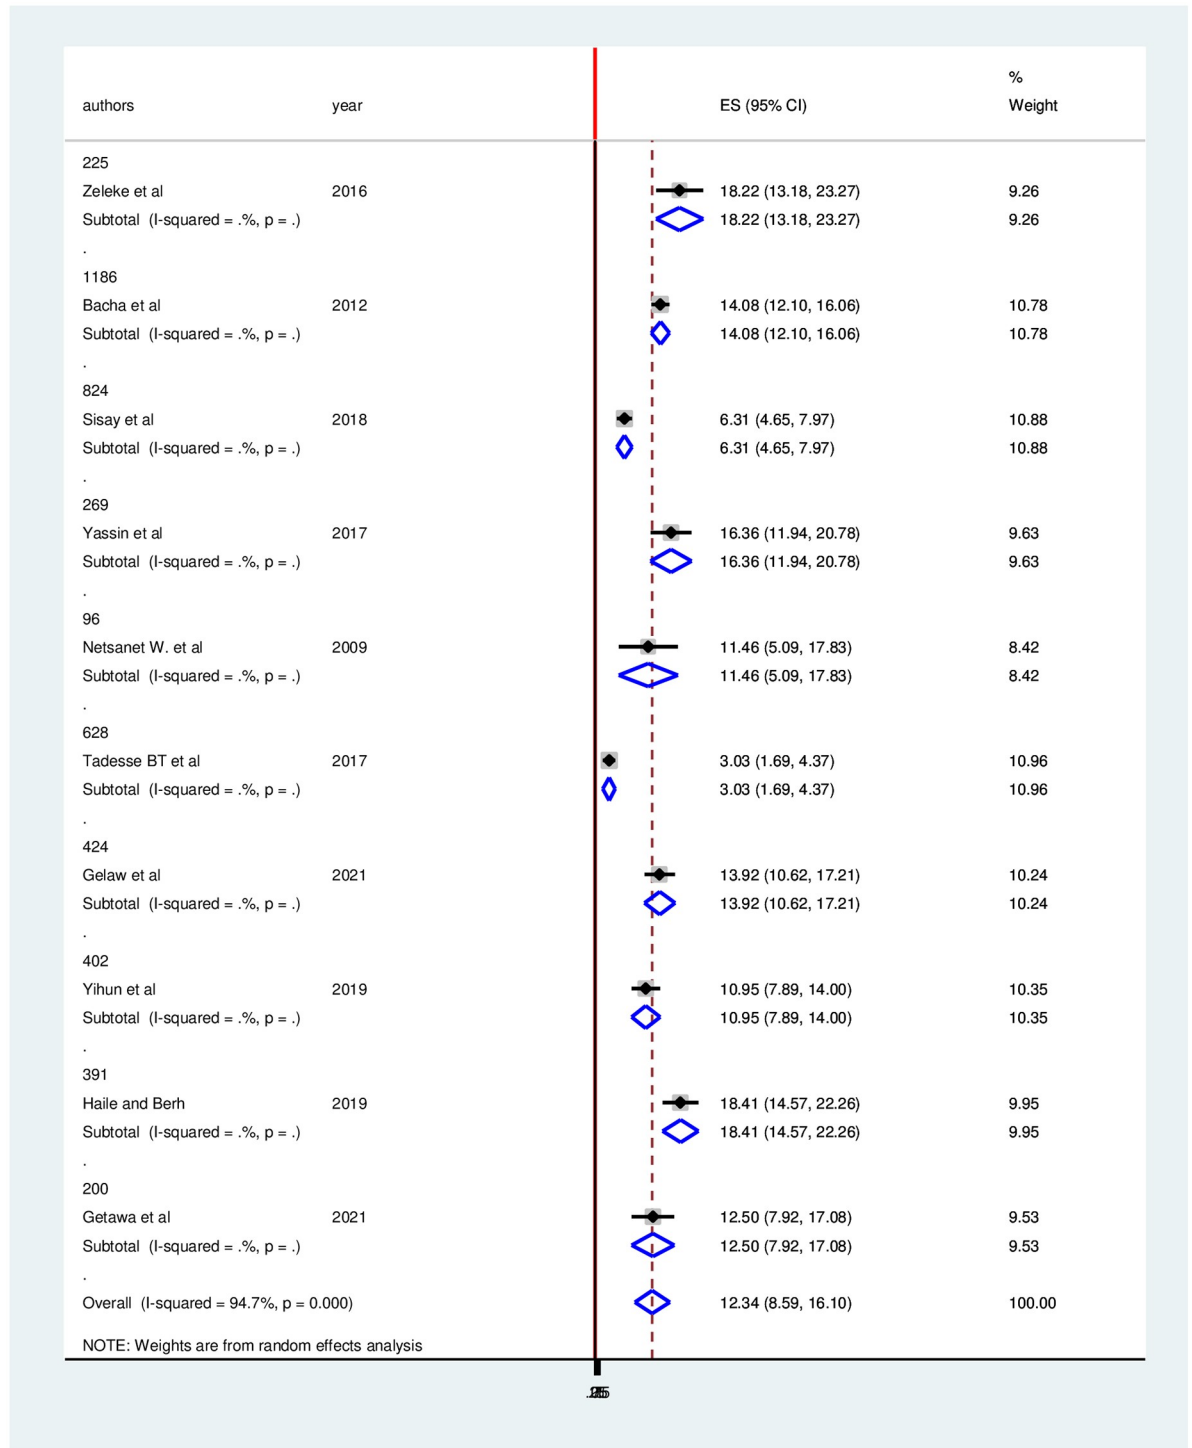 %
authors year ES (95% CI) Weight
225
Zeleke et al 2016 18.22 (13.18, 23.27) 9.26
Subtotal (I-squared = .%, p = .) 18.22 (13.18, 23.27) 9.26
.
1186
Bacha et al 2012 14.08 (12.10, 16.06) 10.78
Subtotal (I-squared = .%, p = .) 14.08 (12.10, 16.06) 10.78
.
824
Sisay et al 2018 6.31 (4.65, 7.97) 10.88
Subtotal (I-squared = .%, p = .) 6.31 (4.65, 7.97) 10.88
.
269
Yassin et al 2017 16.36 (11.94, 20.78) 9.63
Subtotal (I-squared = .%, p = .) 16.36 (11.94, 20.78) 9.63
.
96
Netsanet W. et al 2009 11.46 (5.09, 17.83) 8.42
Subtotal (I-squared = .%, p = .) 11.46 (5.09, 17.83) 8.42
.
628
Tadesse BT et al 2017 3.03 (1.69, 4.37) 10.96
Subtotal (I-squared = .%, p = .) 3.03 (1.69, 4.37) 10.96
.
424
Gelaw et al 2021 13.92 (10.62, 17.21) 10.24
Subtotal (I-squared = .%, p = .) 13.92 (10.62, 17.21) 10.24
.
402
Yihun et al 2019 10.95 (7.89, 14.00) 10.35
Subtotal (I-squared = .%, p = .) 10.95 (7.89, 14.00) 10.35
.
391
Haile and Berh 2019 18.41 (14.57, 22.26) 9.95
Subtotal (I-squared = .%, p = .) 18.41 (14.57, 22.26) 9.95
.
200
Getawa et al 2021 12.50 (7.92, 17.08) 9.53
Subtotal (I-squared = .%, p = .) 12.50 (7.92, 17.08) 9.53
.
Overall (I-squared = 94.7%, p = 0.000) 12.34 (8.59, 16.10) 100.00
NOTE: Weights are from random effects analysis